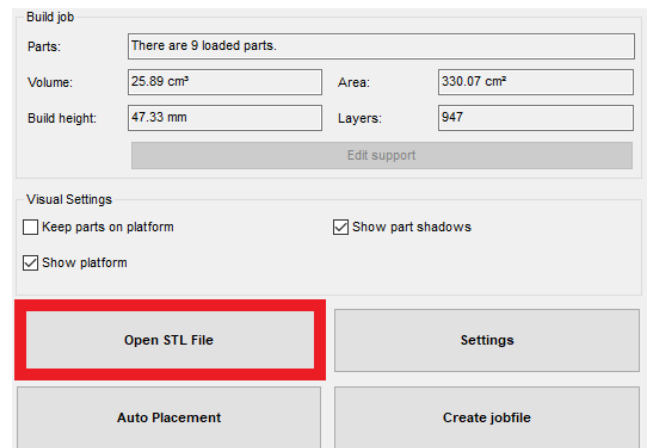 Build job
Parts: There are 9 loaded parts.
Volume: 25.89 cm³ Area: 330.07 cm²
Build height: 47.33 mm Layers: 947
Edit support
Visual Settings
Keep parts on platform Show part shadows
Show platform
Open STL File Settings
Auto Placement Create jobfile